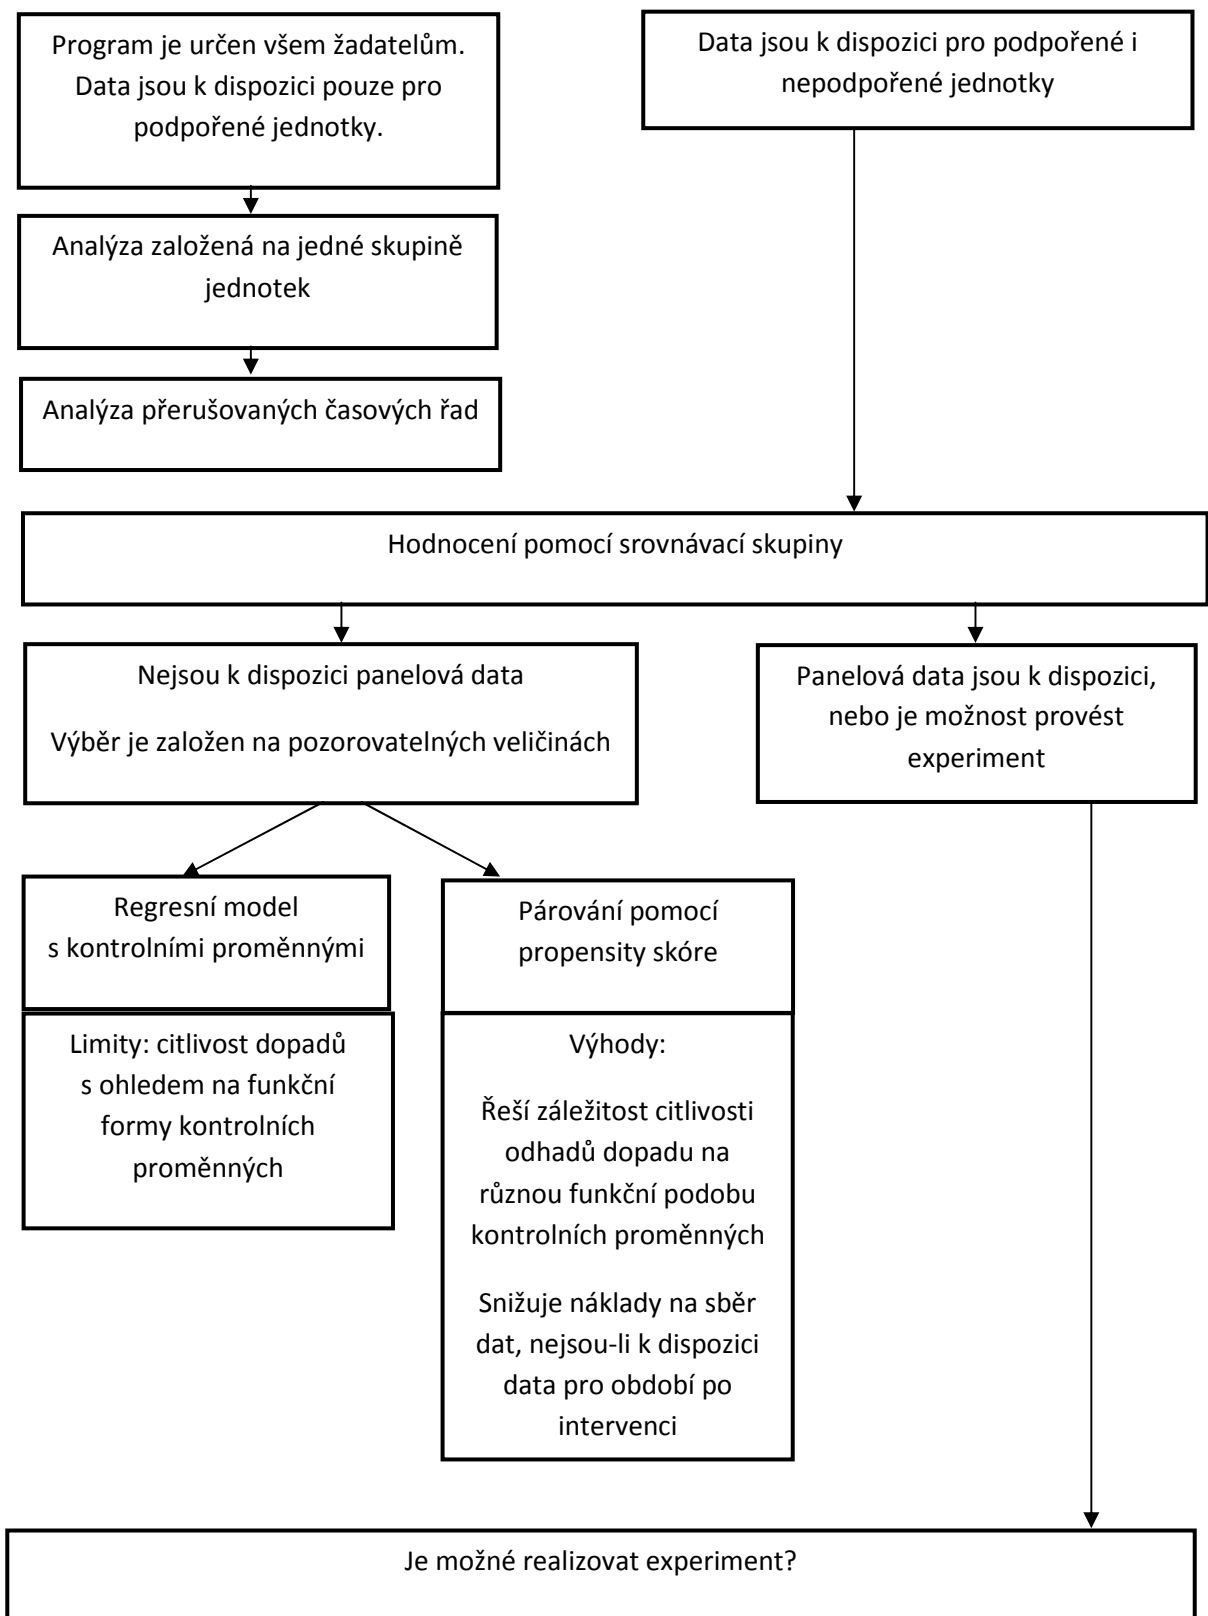 Program je určen všem žadatelům.
Data jsou k dispozici pouze pro
podpořené jednotky.
Data jsou k dispozici pro podpořené i
nepodpořené jednotky
Analýza založená na jedné skupině
jednotek
Analýza přerušovaných časových řad
Hodnocení pomocí srovnávací skupiny
Nejsou k dispozici panelová data
Výběr je založen na pozorovatelných veličinách
Panelová data jsou k dispozici,
nebo je možnost provést
experiment
Regresní model
s kontrolními proměnnými
Limity: citlivost dopadů
s ohledem na funkční
formy kontrolních
proměnných
Párování pomocí
propensity skóre
Výhody:
Řeší záležitost citlivosti
odhadů dopadu na
různou funkční podobu
kontrolních proměnných
Snižuje náklady na sběr
dat, nejsou-li k dispozici
data pro období po
intervenci
Je možné realizovat experiment?